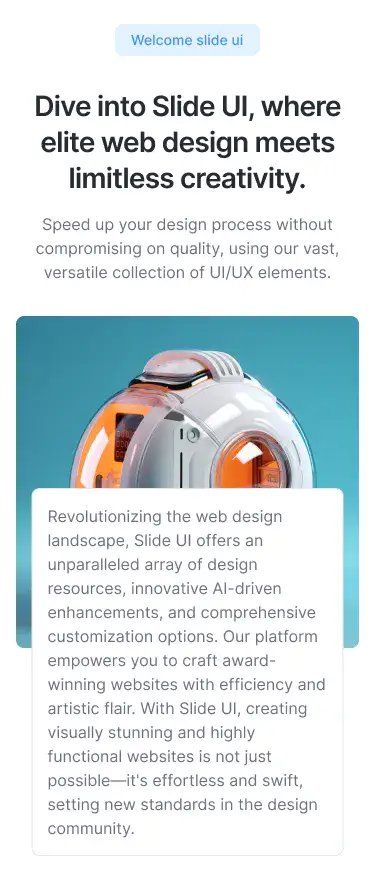 Welcome slide ui
Dive into Slide UI, where
elite web design meets
limitless creativity.
Speed up your design process without
compromising on quality, using our vast,
versatile collection of UI/UX elements.
Revolutionizing the web design
landscape, Slide UI offers an
unparalleled array of design
resources, innovative AI-driven
enhancements, and comprehensive
customization options. Our platform
empowers you to craft award-
winning websites with efficiency and
artistic flair. With Slide UI, creating
visually stunning and highly
functional websites is not just
possible—it's effortless and swift,
setting new standards in the design
community.